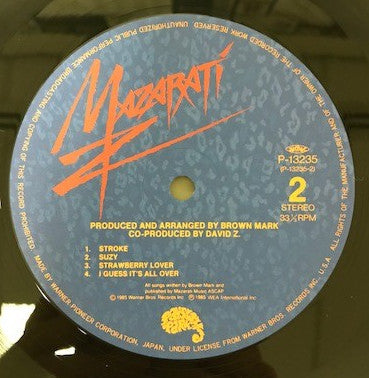 MAZARATI
P-13235
(P-13235-2)
2
STEREO
33⅓RPM
PRODUCED AND ARRANGED BY BROWN MARK
CO-PRODUCED BY DAVID Z.
1. STROKE
2. SUZY
3. STRAWBERRY LOVER
4. I GUESS IT'S ALL OVER
All songs written by Brown Mark and
published by Mazarati Music ASCAP
Ⓒ 1985 Warner Bros. Records Inc. Ⓟ 1985 WEA International Inc.
PAISLEY PARK
MADE BY WARNER-PIONEER CORPORATION, JAPAN, UNDER LICENSE FROM WARNER BROS. RECORDS INC., U.S.A. ALL RIGHTS OF THE MANUFACTURER AND OF THE OWNER OF THE RECORDED WORK RESERVED. UNAUTHORIZED PUBLIC PERFORMANCE, BROADCASTING AND COPYING OF THIS RECORD PROHIBITED.